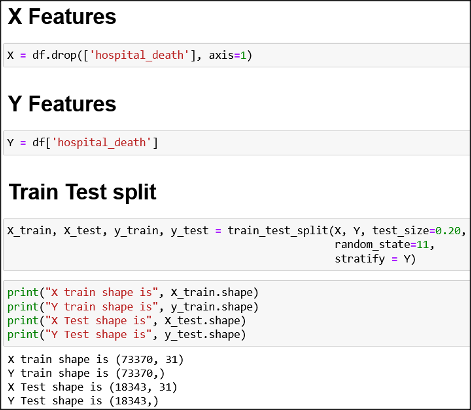 X Features
X = df.drop(['hospital_death'], axis=1)
Y Features
Y = df['hospital_death']
Train Test split
X_train, X_test, y_train, y_test = train_test_split(X, Y, test_size=0.20,
random_state=11,
stratify = Y)
print("X train shape is", X_train.shape)
print("Y train shape is", y_train.shape)
print("X Test shape is", X_test.shape)
print("Y Test shape is", y_test.shape)
X train shape is (73370, 31)
Y train shape is (73370,)
X Test shape is (18343, 31)
Y Test shape is (18343,)